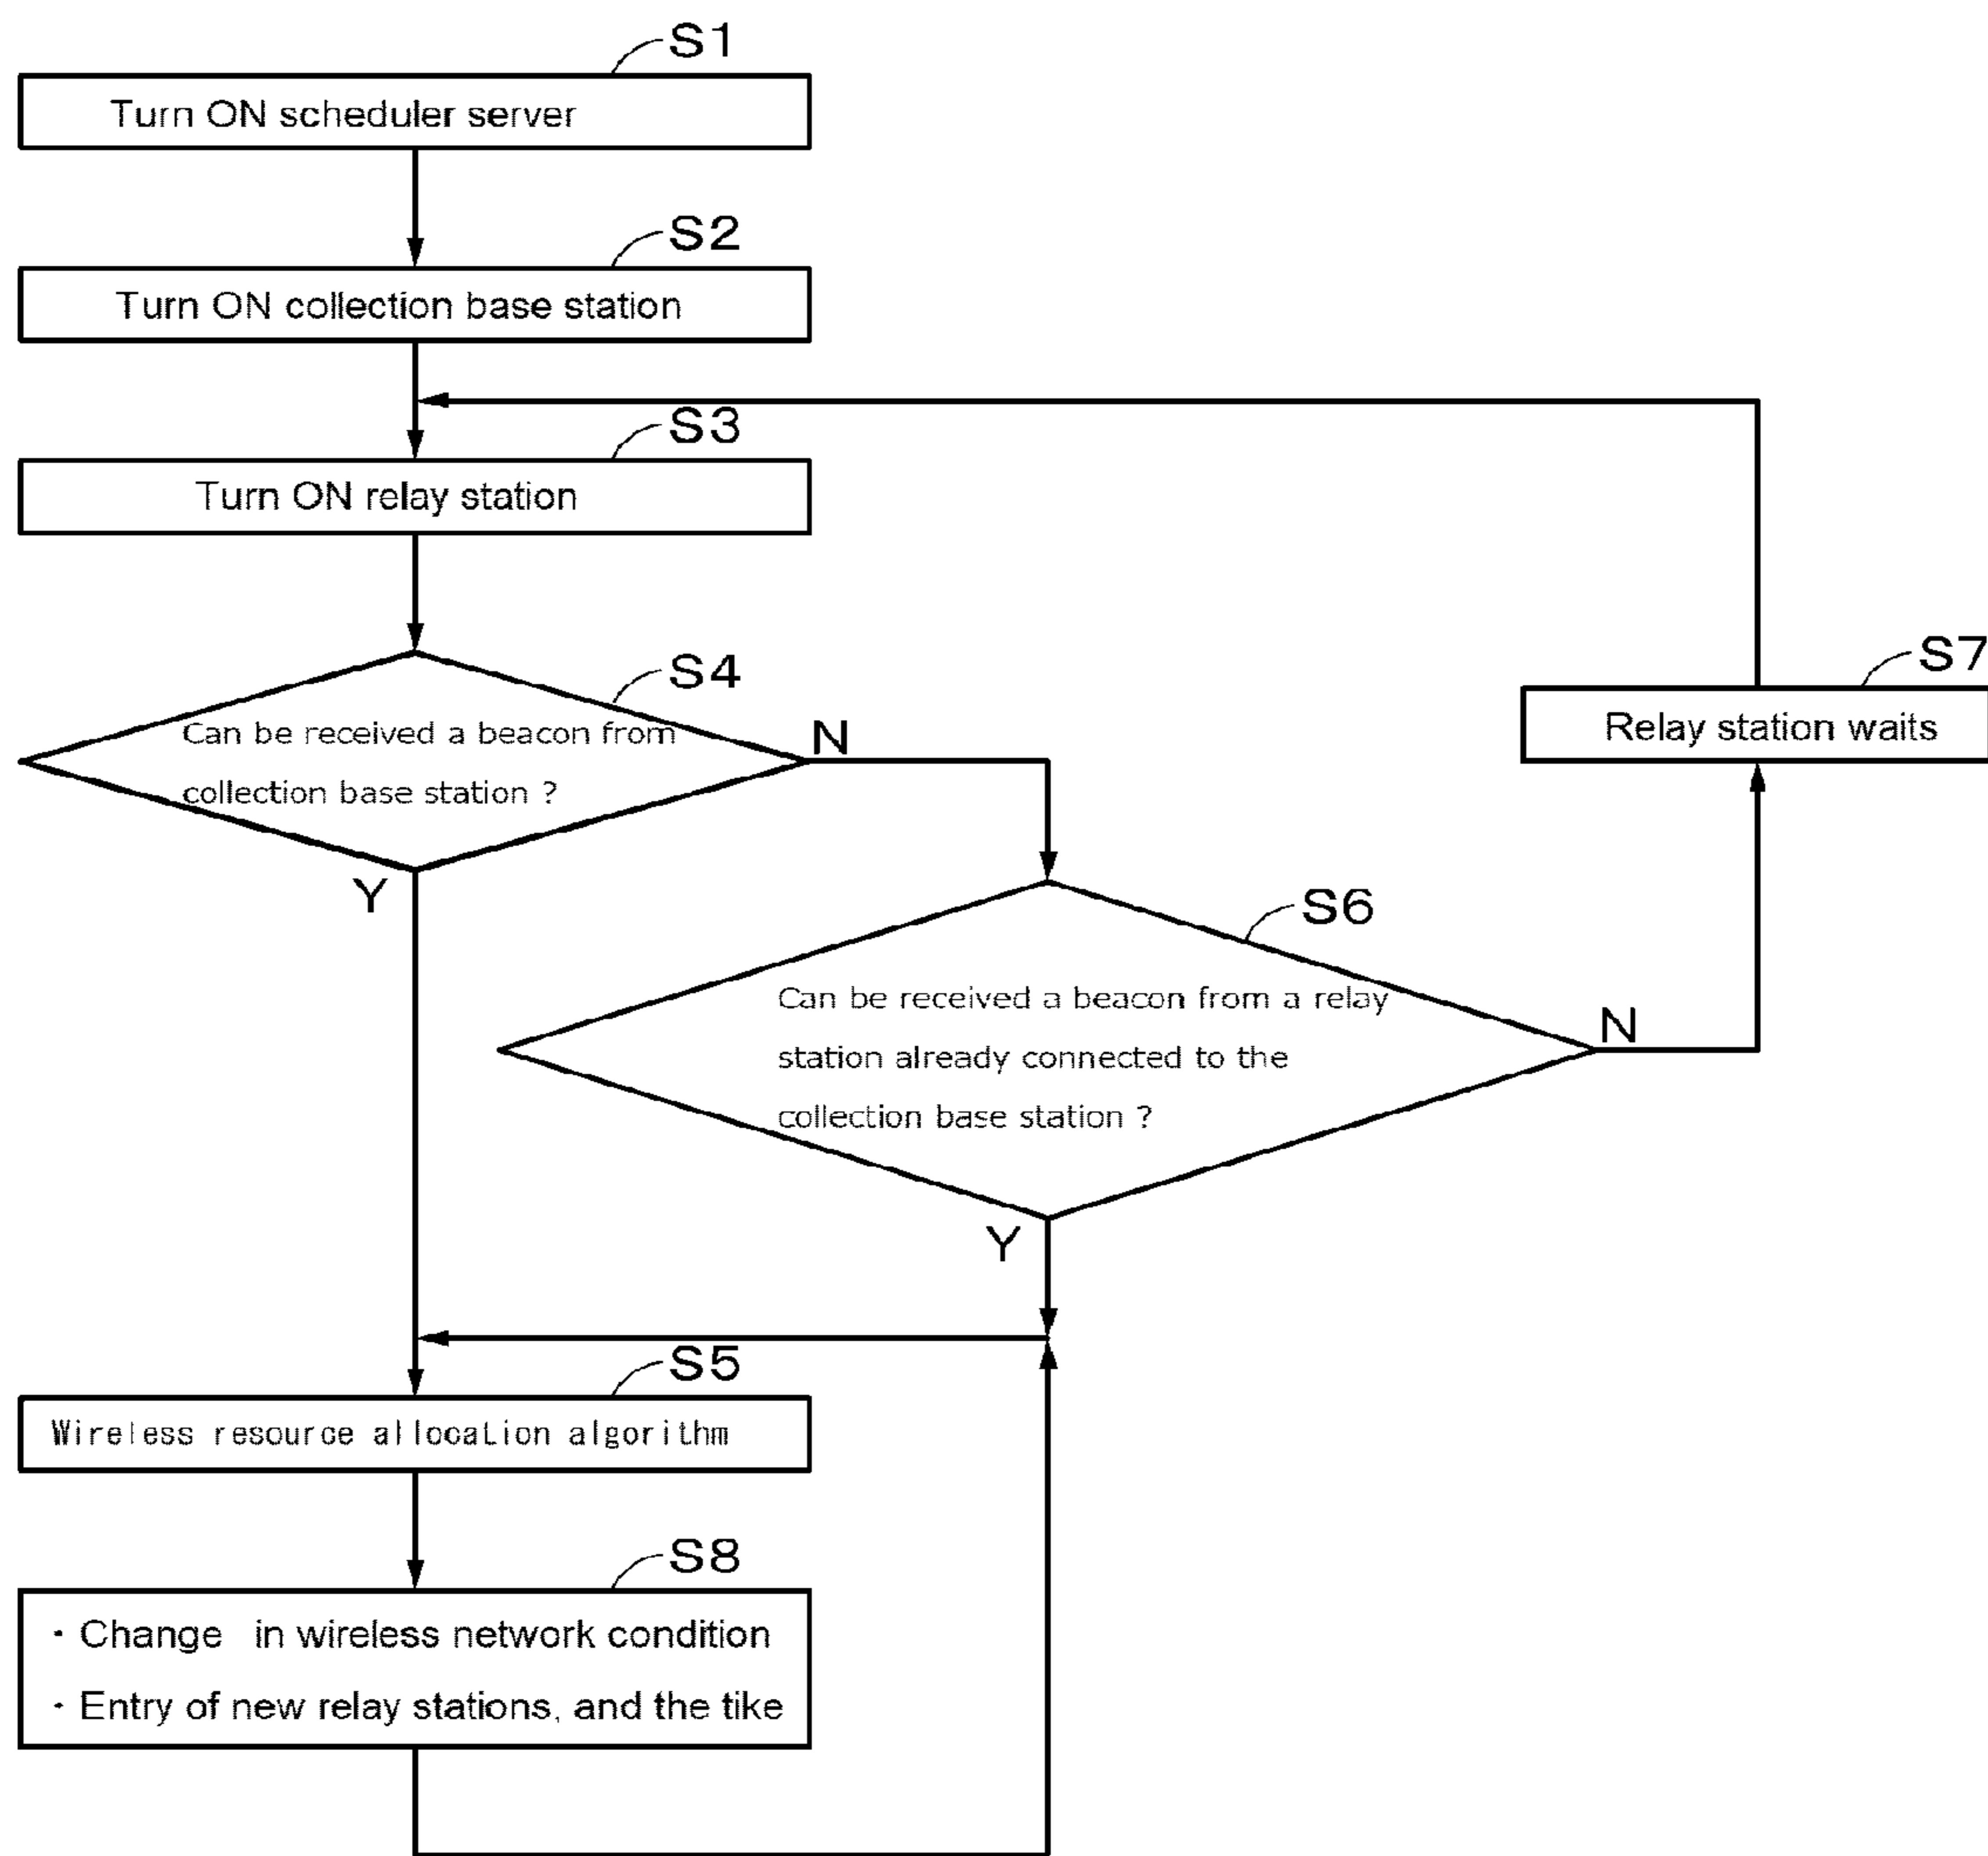 S1
Turn ON scheduler server
S2
Turn ON collection base station
S3
Turn ON relay station
S4
Can be received a beacon from
collection base station ?
N
Y
S7
Relay station waits
S6
Can be received a beacon from a relay
station already connected to the
collection base station ?
N
Y
S5
Wireless resource allocation algorithm
S8
· Change in wireless network condition
· Entry of new relay stations, and the tike